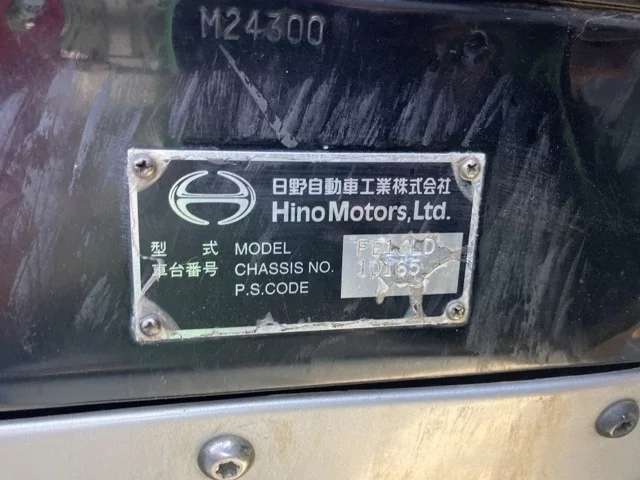 M24300
日野自動車工業株式会社
Hino Motors, Ltd.
型 式 MODEL
車台番号 CHASSIS NO. 10165
P.S.CODE